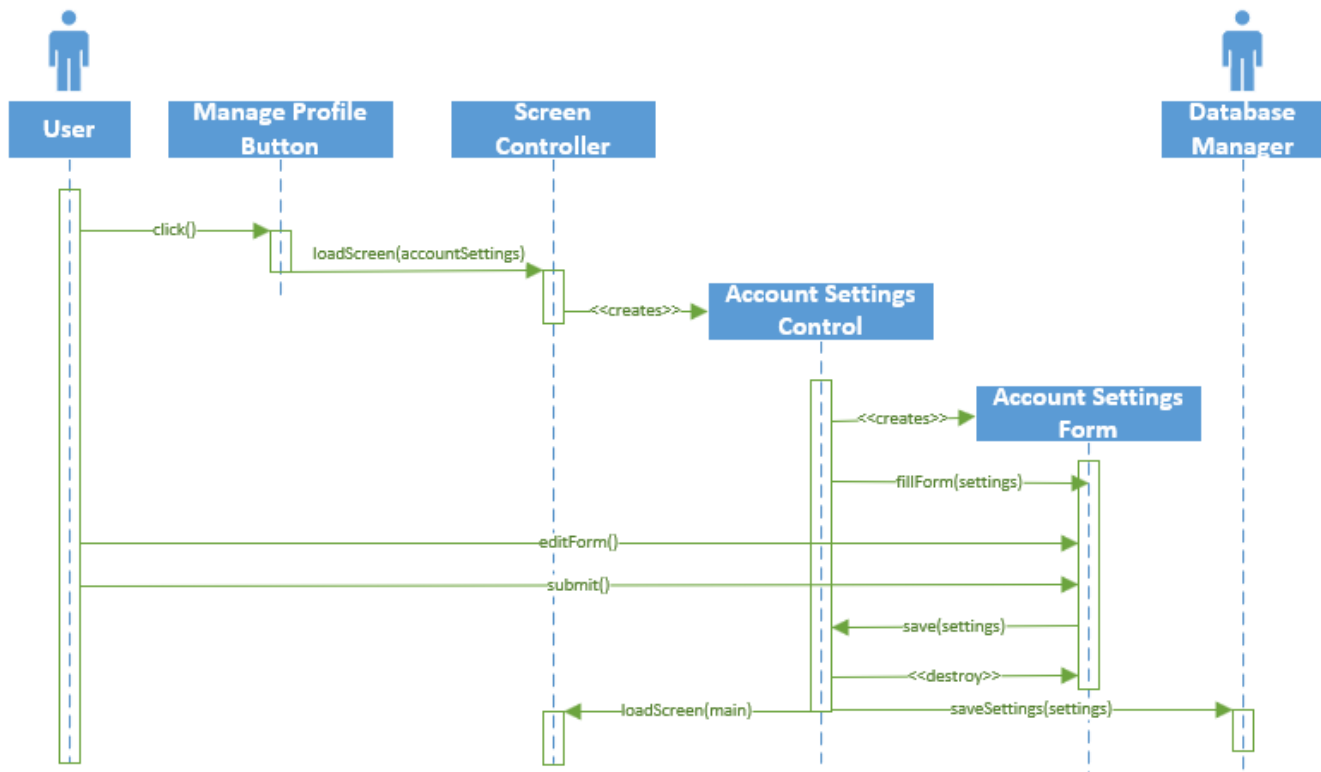 User
Manage Profile
Button
Screen
Controller
Database
Manager
click()
loadScreen(accountSettings)
<<creates>>
Account Settings
Control
<<creates>>
Account Settings
Form
fillForm(settings)
editForm()
submit()
save(settings)
<<destroy>>
loadScreen(main)
saveSettings(settings)